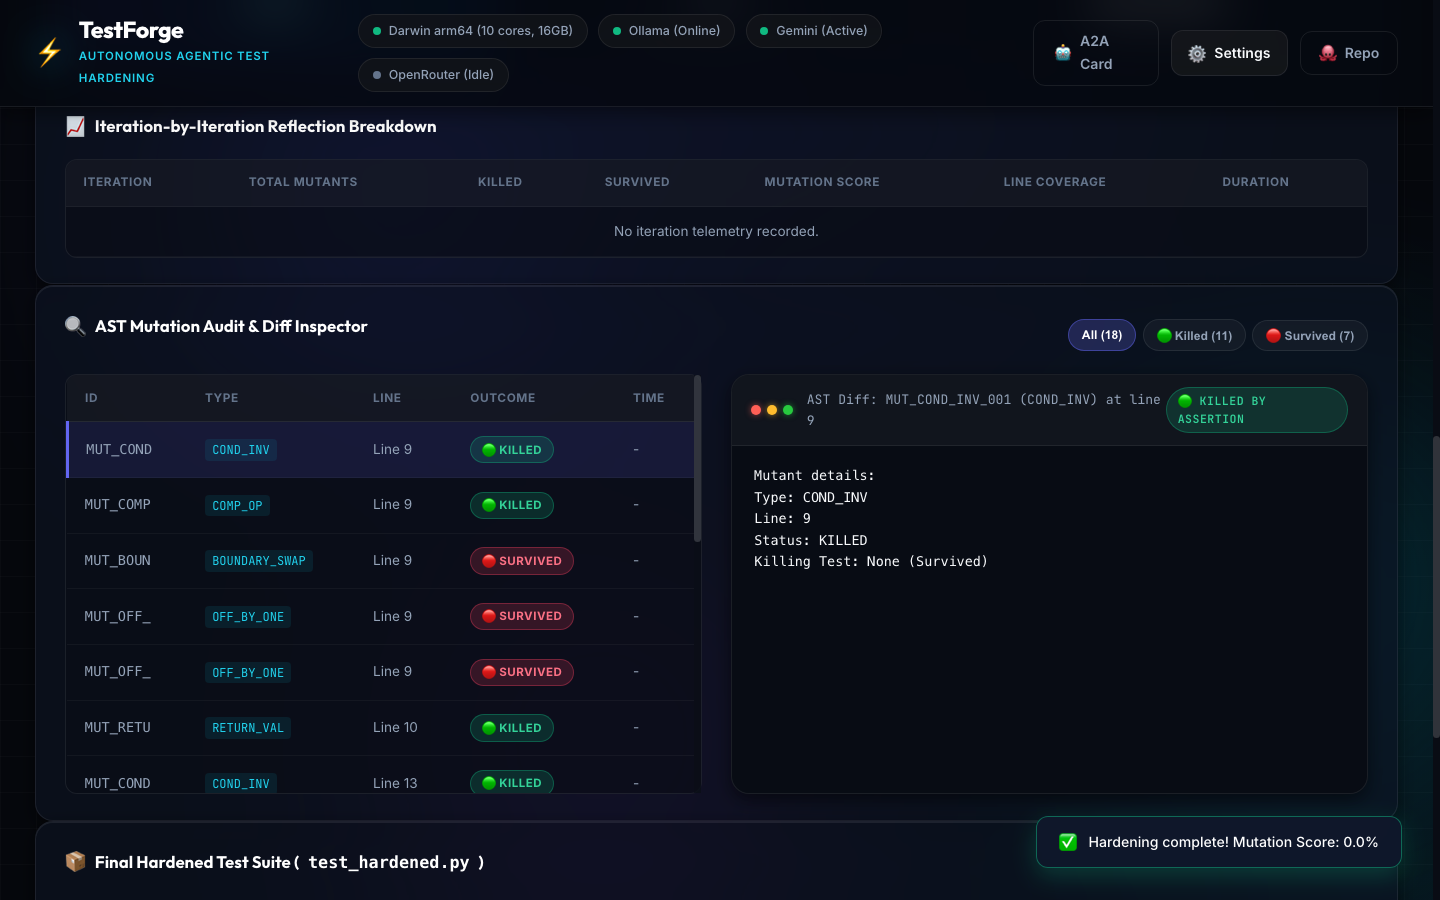 TestForge
AUTONOMOUS AGENTIC TEST
HARDENING
Darwin arm64 (10 cores, 16GB)
Ollama (Online)
Gemini (Active)
OpenRouter (Idle)
A2A
Card
Settings
Repo
Iteration-by-Iteration Reflection Breakdown
ITERATION TOTAL MUTANTS KILLED SURVIVED MUTATION SCORE LINE COVERAGE DURATION
No iteration telemetry recorded.
AST Mutation Audit & Diff Inspector
All (18)
Killed (11)
Survived (7)
ID TYPE LINE OUTCOME TIME
MUT_COND COND_INV Line 9 KILLED -
MUT_COMP COMP_OP Line 9 KILLED -
MUT_BOUN BOUNDARY_SWAP Line 9 SURVIVED -
MUT_OFF_ OFF_BY_ONE Line 9 SURVIVED -
MUT_OFF_ OFF_BY_ONE Line 9 SURVIVED -
MUT_RETU RETURN_VAL Line 10 KILLED -
MUT_COND COND_INV Line 13 KILLED -
AST Diff: MUT_COND_INV_001 (COND_INV) at line
9
KILLED BY
ASSERTION
Mutant details:
Type: COND_INV
Line: 9
Status: KILLED
Killing Test: None (Survived)
Final Hardened Test Suite ( test_hardened.py )
Hardening complete! Mutation Score: 0.0%